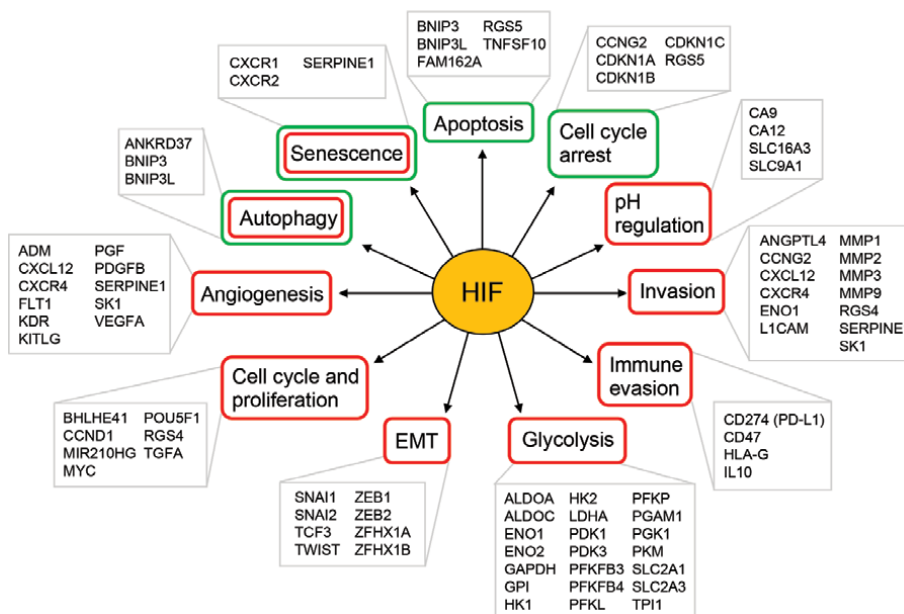 BNIP3 RGS5
BNIP3L TNFSF10
FAM162A
CCNG2 CDKN1C
CDKN1A RGS5
CDKN1B
CXCR1 SERPINE1
CXCR2
Apoptosis
Cell cycle
arrest
CA9
CA12
SLC16A3
SLC9A1
ANKRD37
BNIP3
BNIP3L
Senescence
Autophagy
pH
regulation
ADM PGF
CXCL12 PDGFB
CXCR4 SERPINE1
FLT1 SK1
KDR VEGFA
KITLG
Angiogenesis
HIF
Invasion
ANGPTL4 MMP1
CCNG2 MMP2
CXCL12 MMP3
CXCR4 MMP9
ENO1 RGS4
L1CAM SERPINE
SK1
Cell cycle and
proliferation
Immune
evasion
BHLHE41 POU5F1
CCND1 RGS4
MIR210HG TGFA
MYC
EMT
Glycolysis
CD274 (PD-L1)
CD47
HLA-G
IL10
SNAI1 ZEB1
SNAI2 ZEB2
TCF3 ZFHX1A
TWIST ZFHX1B
ALDOA HK2 PFKP
ALDOC LDHA PGAM1
ENO1 PDK1 PGK1
ENO2 PDK3 PKM
GAPDH PFKFB3 SLC2A1
GPI PFKFB4 SLC2A3
HK1 PFKL TPI1